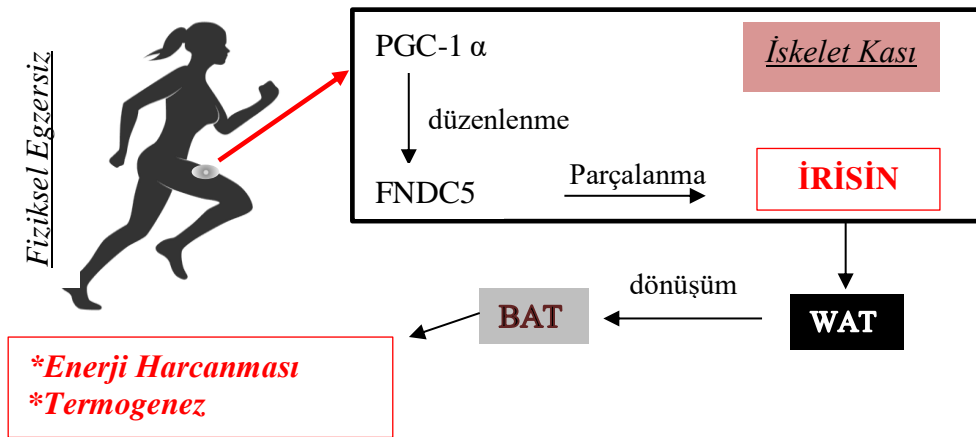 Fiziksel Egzersiz
PGC-1 α
İskelet Kası
düzenlenme
FNDC5
Parçalanma
İRİSİN
dönüşüm
BAT
WAT
*Enerji Harcanması
*Termogenez